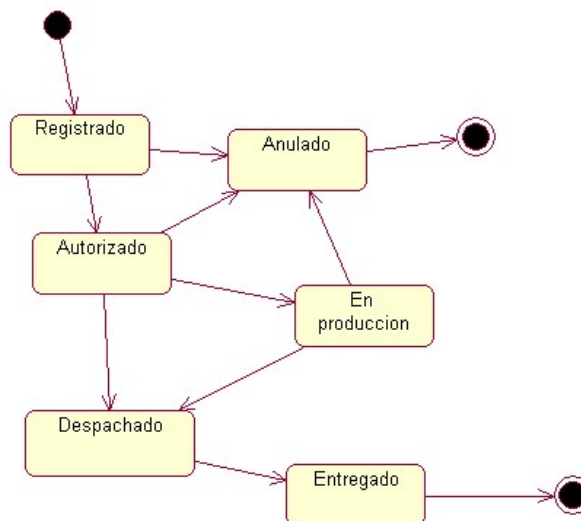 Registrado
Anulado
Autorizado
En
produccion
Despachado
Entregado